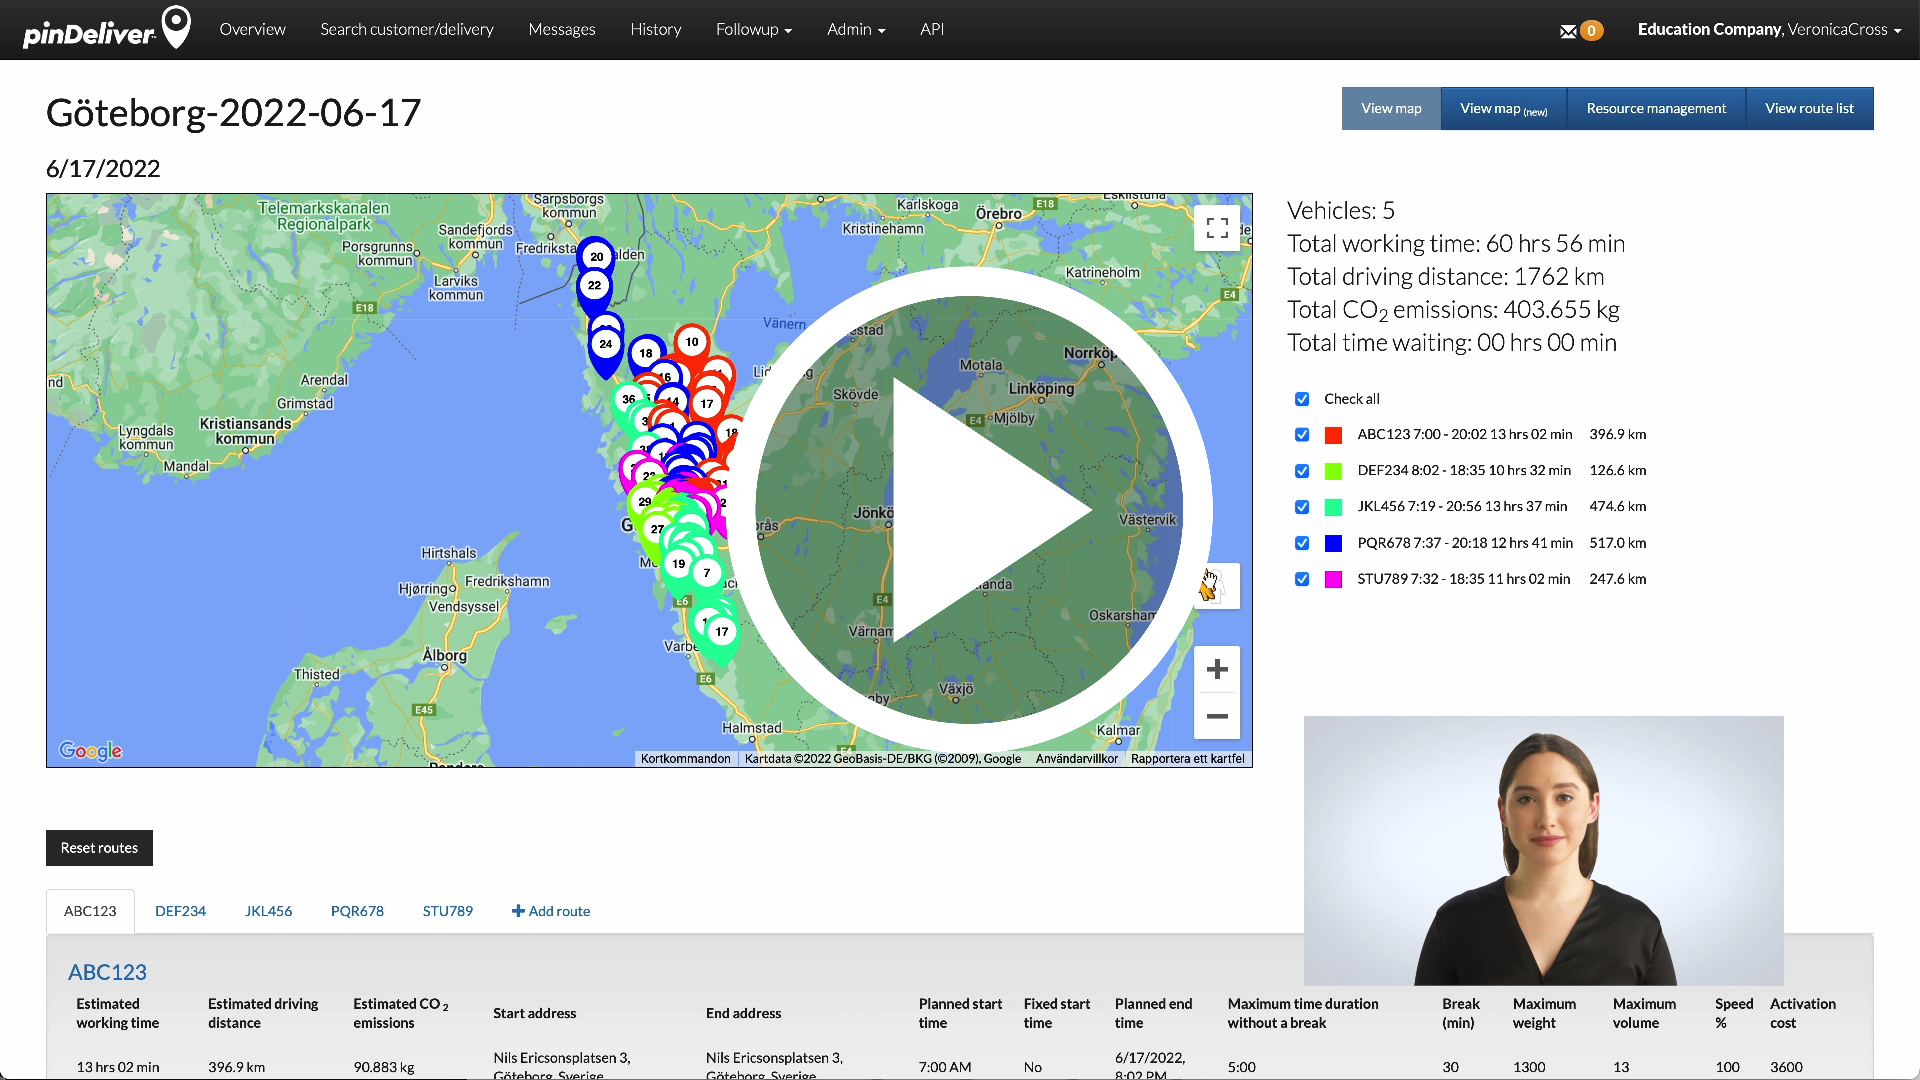 pinDeliver
Overview
Search customer/delivery
Messages
History
Followup
Admin
API
0
Education Company, VeronicaCross
Göteborg-2022-06-17
View map
View map (new)
Resource management
View route list
6/17/2022
Telemarkskanalen
Regionalpark
Porsgrunns
kommun
Sandefjords
kommun
Larviks
kommun
Sarpsborgs
kommun
Karlskoga
Örebro
E18
Kristinehamn
Katrineholm
E4
E18
Vänern
20
22
24
18
10
16
14
17
36
18
29
27
19
7
17
Arendal
Grimstad
Kristiansands
kommun
Lyngdals
kommun
Mandal
Skövde
Motala
Linköping
Mjölby
E4
Västervik
Hirtshals
Hjørring
Fredrikshamn
Vendsyssel
Ålborg
Thisted
E45
E6
E4
Oskarshamn
Växjö
E6
Halmstad
Kalmar
Google
Kortkommandon
Kartdata ©2022 GeoBasis-DE/BKG (©2009), Google
Användarvillkor
Rapportera ett kartfel
Vehicles: 5
Total working time: 60 hrs 56 min
Total driving distance: 1762 km
Total CO2 emissions: 403.655 kg
Total time waiting: 00 hrs 00 min
Check all
ABC123 7:00 - 20:02 13 hrs 02 min 396.9 km
DEF234 8:02 - 18:35 10 hrs 32 min 126.6 km
JKL456 7:19 - 20:56 13 hrs 37 min 474.6 km
PQR678 7:37 - 20:18 12 hrs 41 min 517.0 km
STU789 7:32 - 18:35 11 hrs 02 min 247.6 km
Reset routes
ABC123
DEF234
JKL456
PQR678
STU789
Add route
ABC123
Estimated
working time
Estimated driving
distance
Estimated CO 2
emissions
Start address
End address
Planned start
time
Fixed start
time
Planned end
time
Maximum time duration
without a break
Break
(min)
Maximum
weight
Maximum
volume
Speed
%
Activation
cost
13 hrs 02 min
396.9 km
90.883 kg
Nils Ericsonsplatsen 3,
Göteborg, Sverige
Nils Ericsonsplatsen 3,
Göteborg, Sverige
7:00 AM
No
6/17/2022,
8:02 PM
5:00
30
1300
13
100
3600